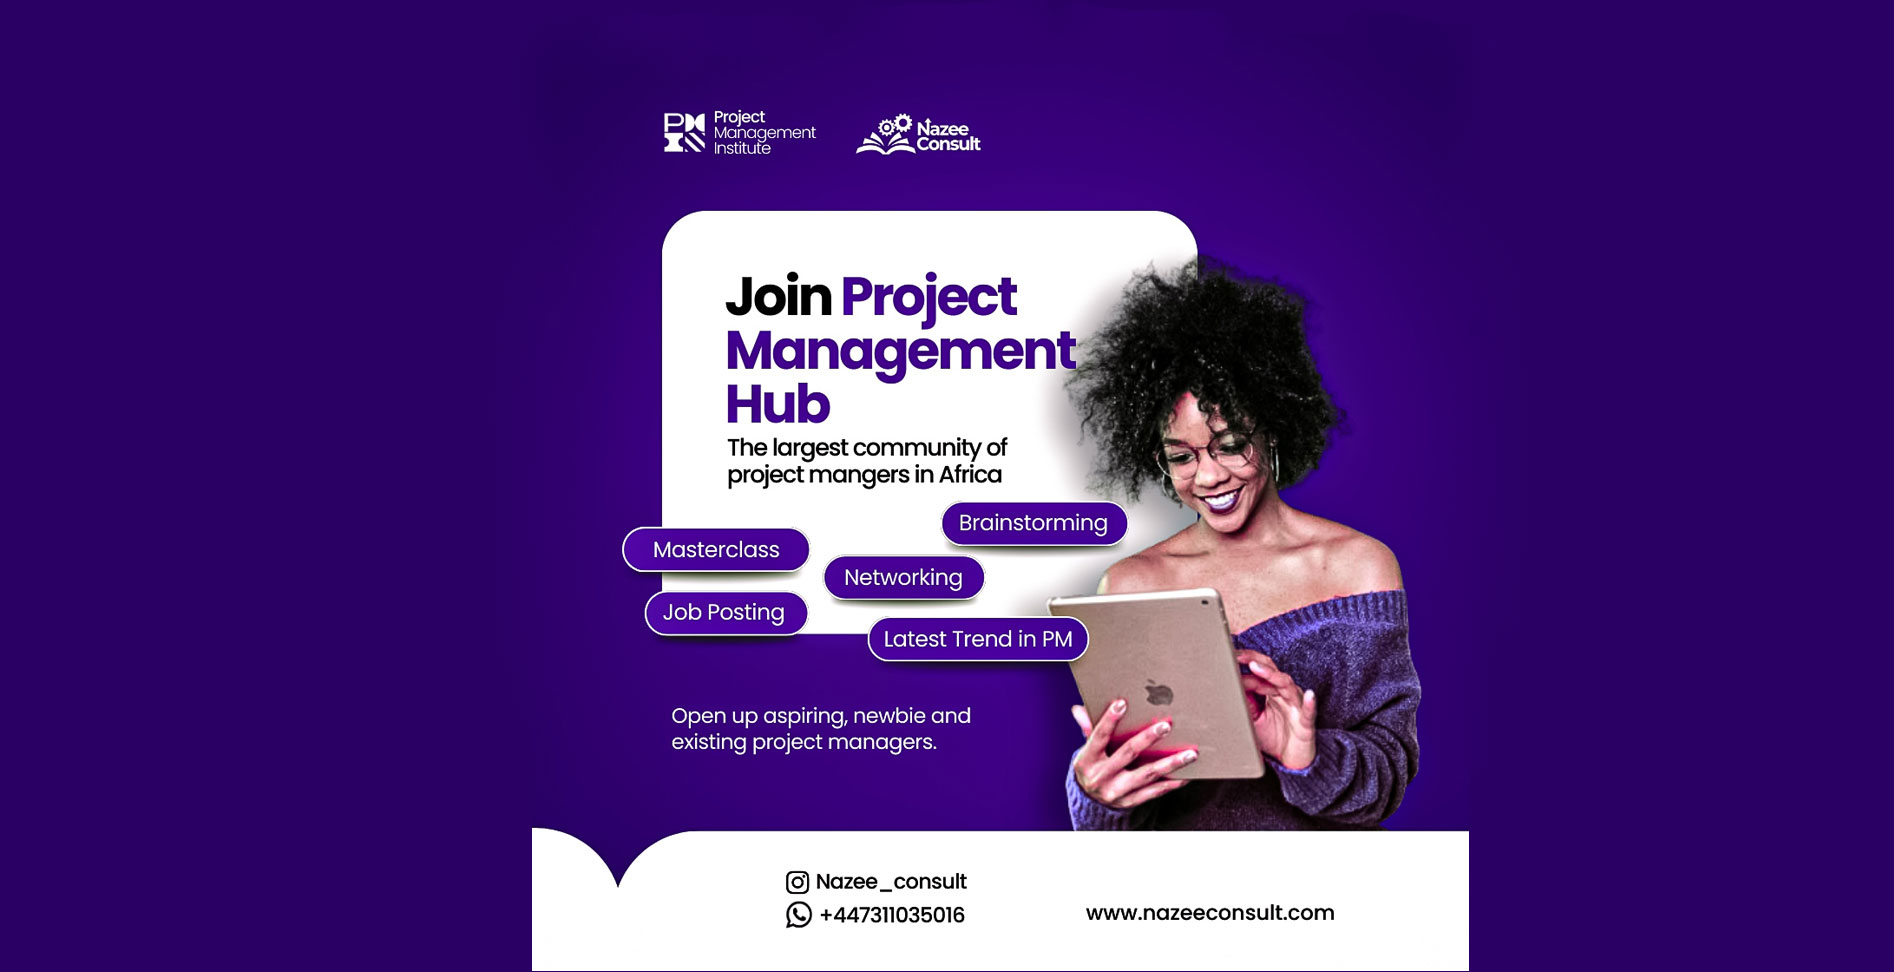 Project
Management
Institute
Nazee
Consult
Join Project
Management
Hub
The largest community of
project mangers in Africa
Brainstorming
Masterclass
Networking
Job Posting
Latest Trend in PM
Open up aspiring, newbie and
existing project managers.
Nazee_consult
+447311035016
www.nazeeconsult.com